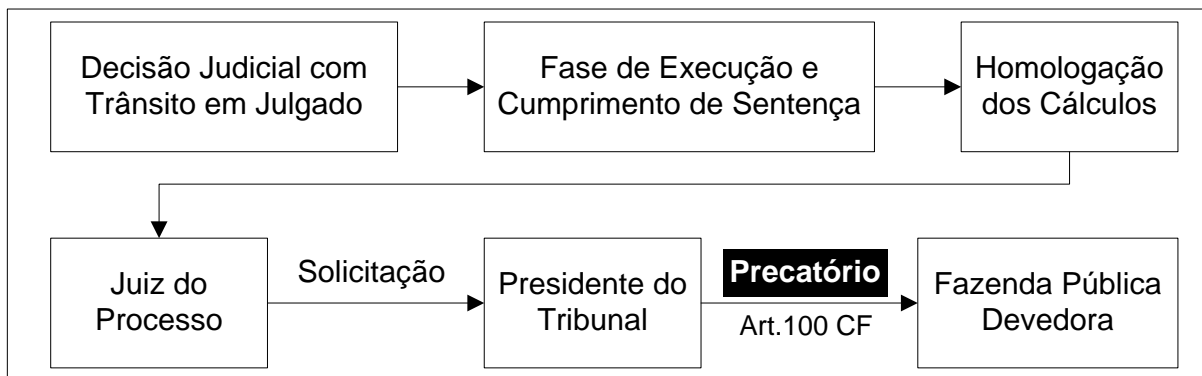 Decisão Judicial com
Trânsito em Julgado
Fase de Execução e
Cumprimento de Sentença
Homologação
dos Cálculos
Juiz do
Processo
Solicitação
Presidente do
Tribunal
Precatório
Art.100 CF
Fazenda Pública
Devedora